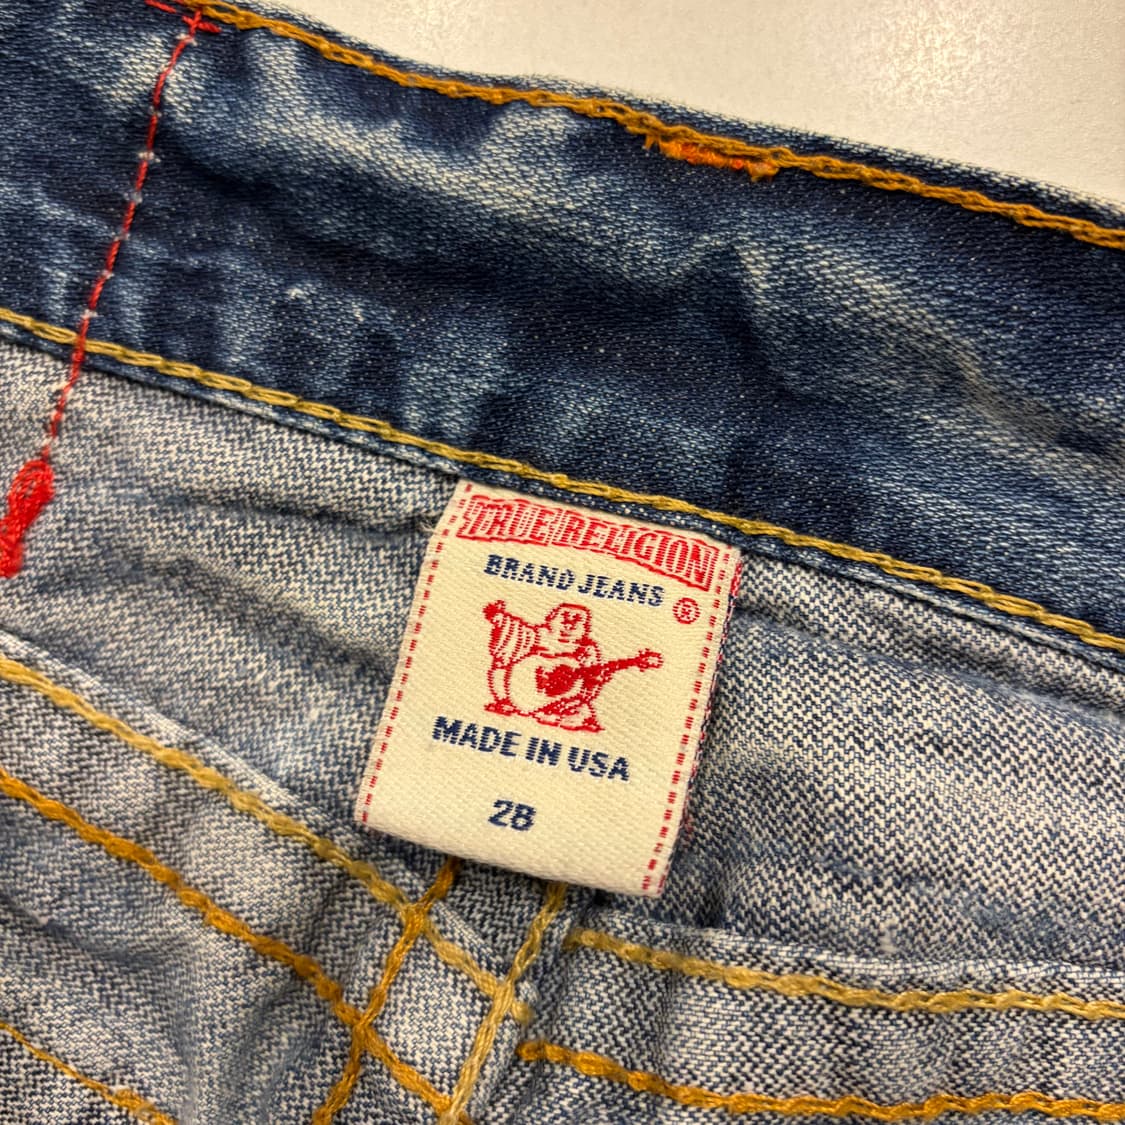 TRUE RELIGION
BRAND JEANS
®
MADE IN USA
28